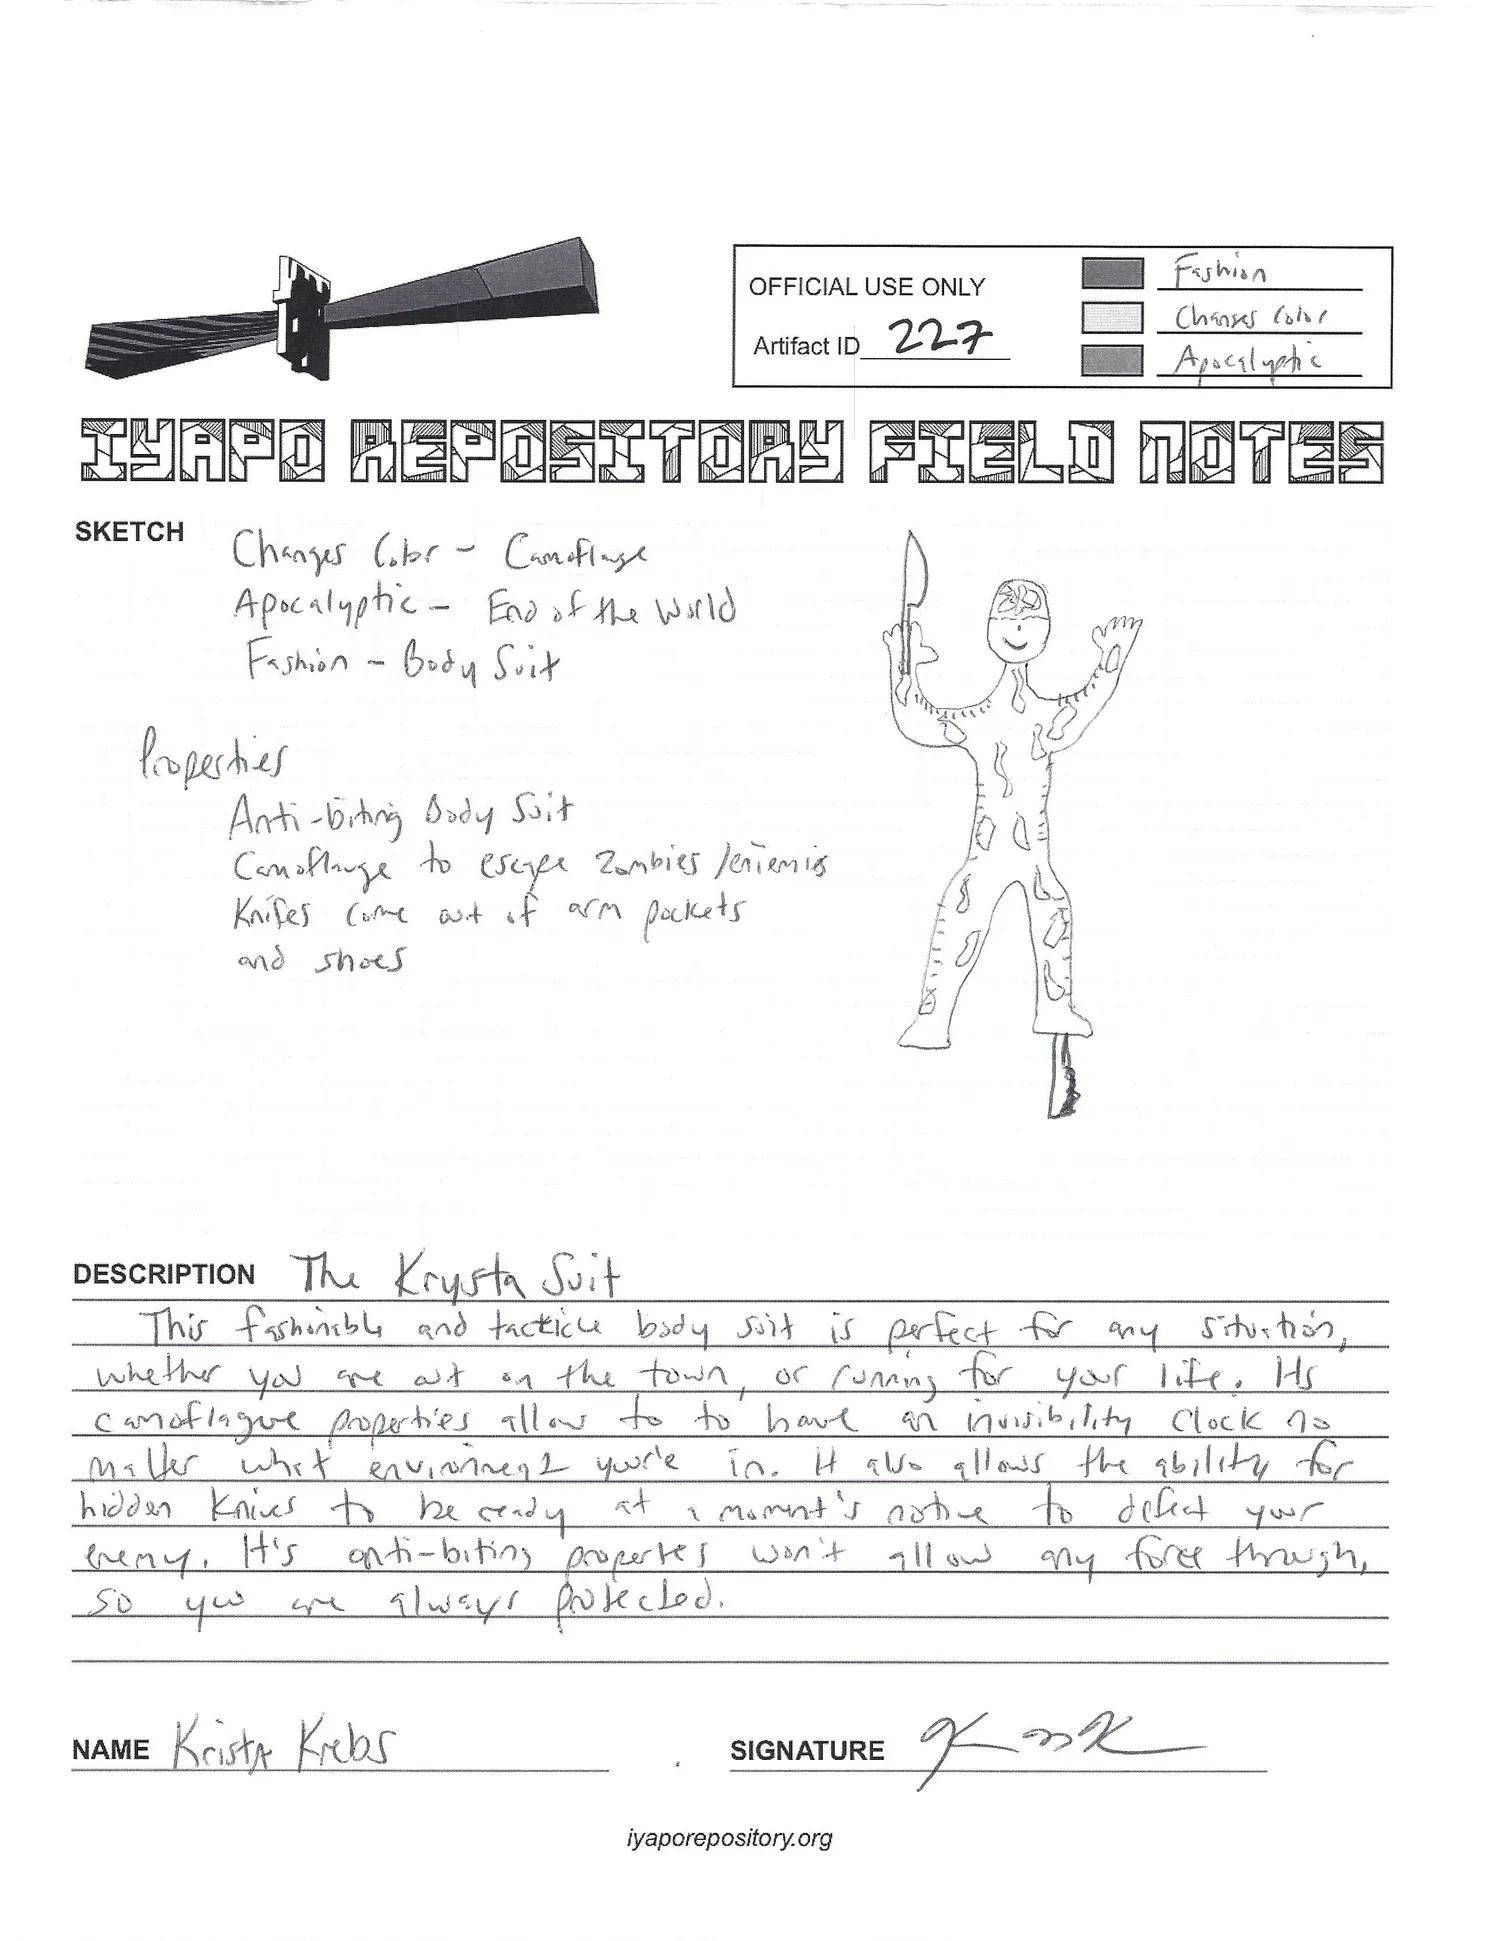 OFFICIAL USE ONLY
Artifact ID 227
Fashion
Changes Color
Apocalyptic
IYAPO REPOSITORY FIELD NOTES
SKETCH
Changes Color - Camoflauge
Apocalyptic - End of the World
Fashion - Body Suit
Properties
Anti-biting Body Suit
Camoflauge to escape Zombies/enemies
Knifes come out of arm pockets
and shoes
DESCRIPTION The Krysta Suit
This fashionable and tackicle body suit is perfect for any situation,
whether you are out on the town, or running for your life. Its
camoflague properties allow to to have an invisibility clock no
matter what environment you're in. It also allows the ability for
hidden knives to be ready at a moment's notive to defect your
enemy. It's anti-biting propertes won't allow any force through,
so you are always protected.
NAME Krista Krebs
SIGNATURE
iyaporepository.org